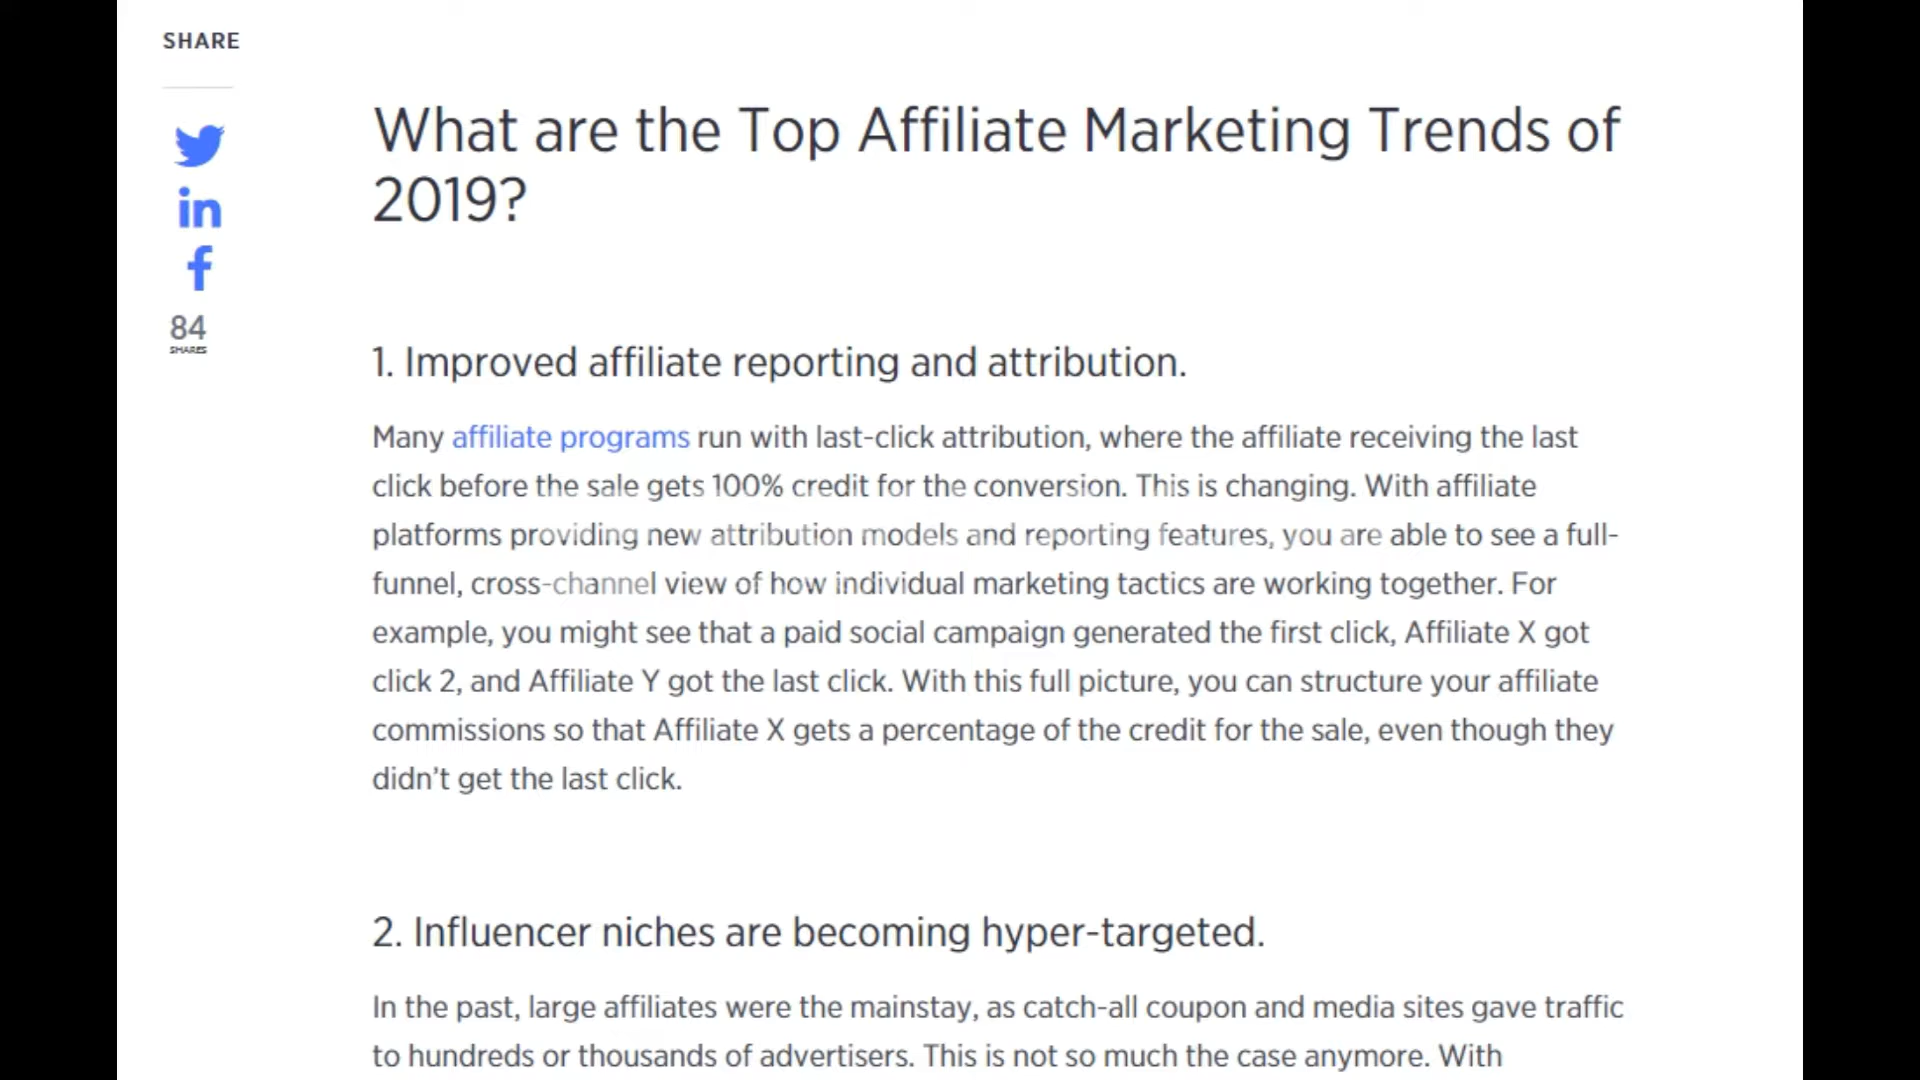 SHARE
What are the Top Affiliate Marketing Trends of
2019?
84
SHARES
1. Improved affiliate reporting and attribution.
Many affiliate programs run with last-click attribution, where the affiliate receiving the last
click before the sale gets 100% credit for the conversion. This is changing. With affiliate
platforms providing new attribution models and reporting features, you are able to see a full-
funnel, cross-channel view of how individual marketing tactics are working together. For
example, you might see that a paid social campaign generated the first click, Affiliate X got
click 2, and Affiliate Y got the last click. With this full picture, you can structure your affiliate
commissions so that Affiliate X gets a percentage of the credit for the sale, even though they
didn’t get the last click.
2. Influencer niches are becoming hyper-targeted.
In the past, large affiliates were the mainstay, as catch-all coupon and media sites gave traffic
to hundreds or thousands of advertisers. This is not so much the case anymore. With